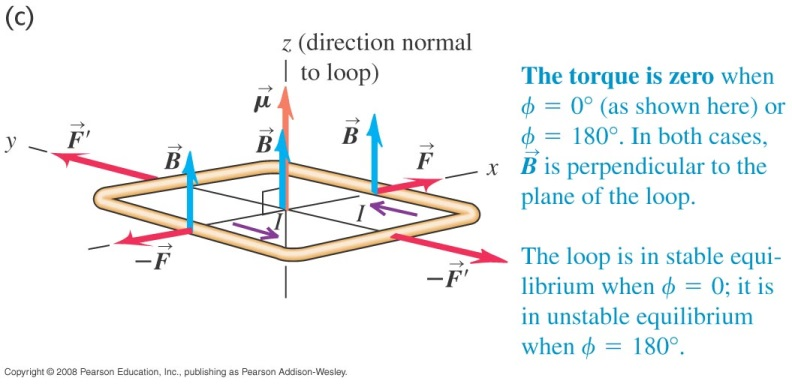 (c)
z (direction normal
to loop)
μ⃗
y
F⃗′
B⃗
B⃗
B⃗
F⃗
x
I
I
−F⃗
−F⃗′
The torque is zero when
ϕ = 0° (as shown here) or
ϕ = 180°. In both cases,
B⃗ is perpendicular to the
plane of the loop.
The loop is in stable equi-
librium when ϕ = 0; it is
in unstable equilibrium
when ϕ = 180°.
Copyright © 2008 Pearson Education, Inc., publishing as Pearson Addison-Wesley.